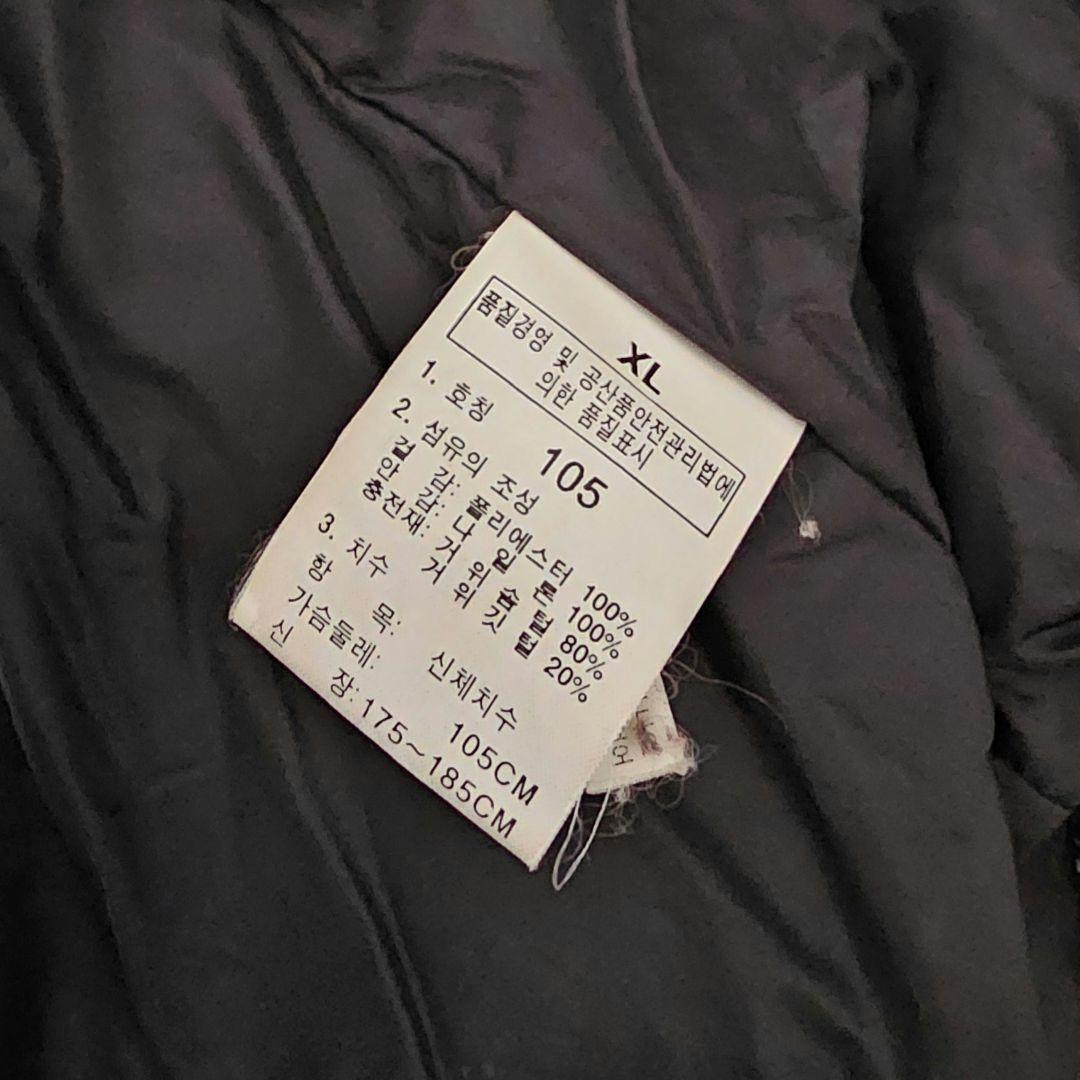 XL
품질경영 및 공산품안전관리법에
의한 품질표시
1. 호칭 105
2. 섬유의 조성
겉 감: 폴리에스터 100%
안 감: 나 일 론 100%
충전재: 거 위 솜 털 80%
거 위 깃 털 20%
3. 치수
항 목: 신체치수
가슴둘레: 105CM
신 장: 175~185CM